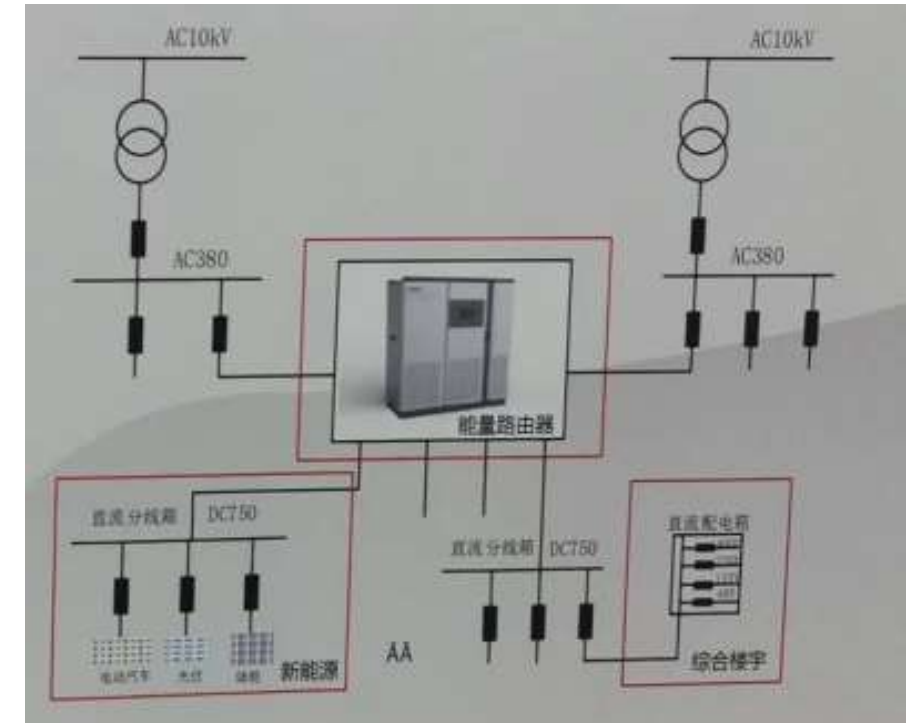 AC10kV
AC10kV
AC380
AC380
能量路由器
直流分线箱 DC750
直流配电箱
直流分线箱 DC750
电动汽车 光伏 储能 新能源
AA
综合楼宇